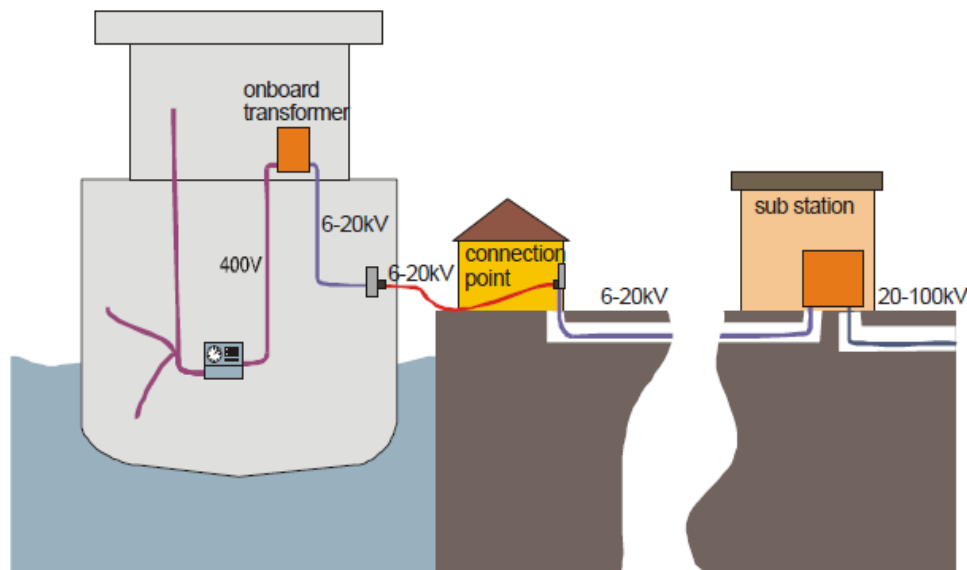 onboard
transformer
6-20kV
400V
6-20kV
connection
point
6-20kV
sub station
20-100kV